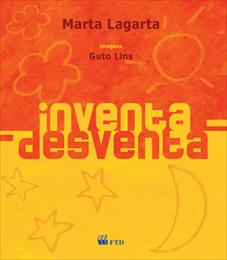 Marta Lagarta
imagens
Guto Lins
inventa
desventa
FTD